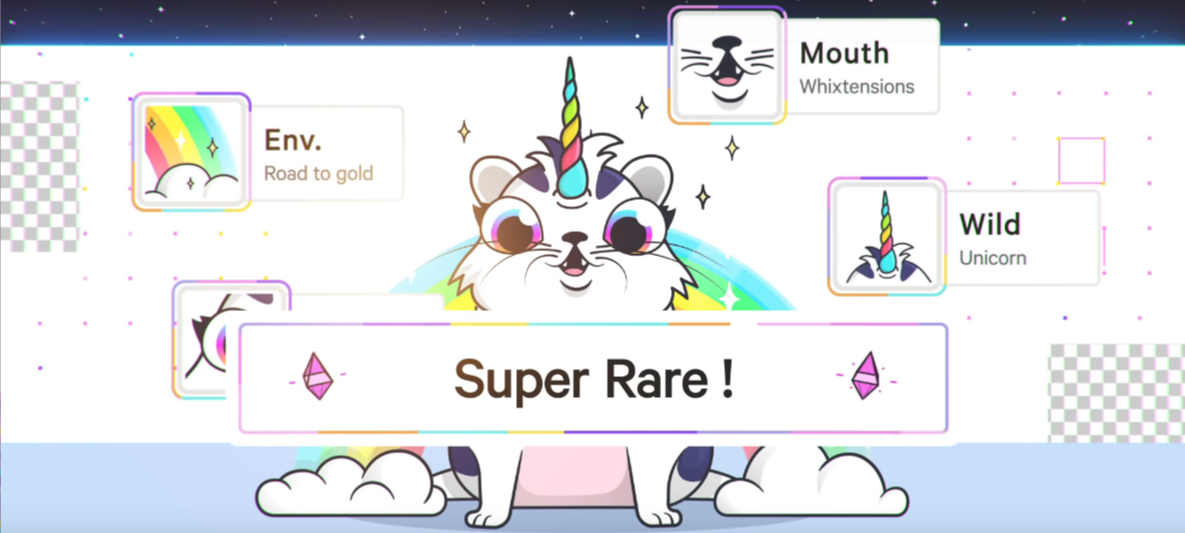 Mouth
Whixtensions
Env.
Road to gold
Wild
Unicorn
Super Rare !